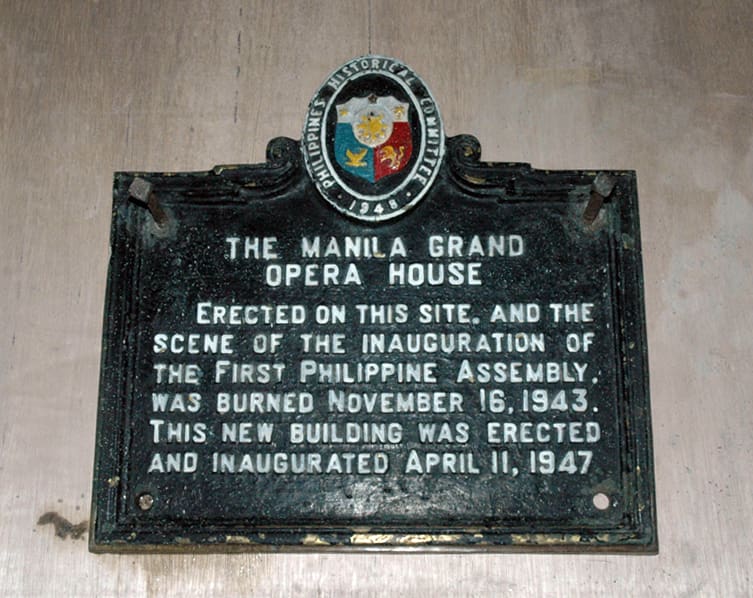 PHILIPPINES HISTORICAL COMMITTEE
· 1948 ·
THE MANILA GRAND
OPERA HOUSE
ERECTED ON THIS SITE. AND THE
SCENE OF THE INAUGURATION OF
THE FIRST PHILIPPINE ASSEMBLY,
WAS BURNED NOVEMBER 16, 1943.
THIS NEW BUILDING WAS ERECTED
AND INAUGURATED APRIL 11, 1947